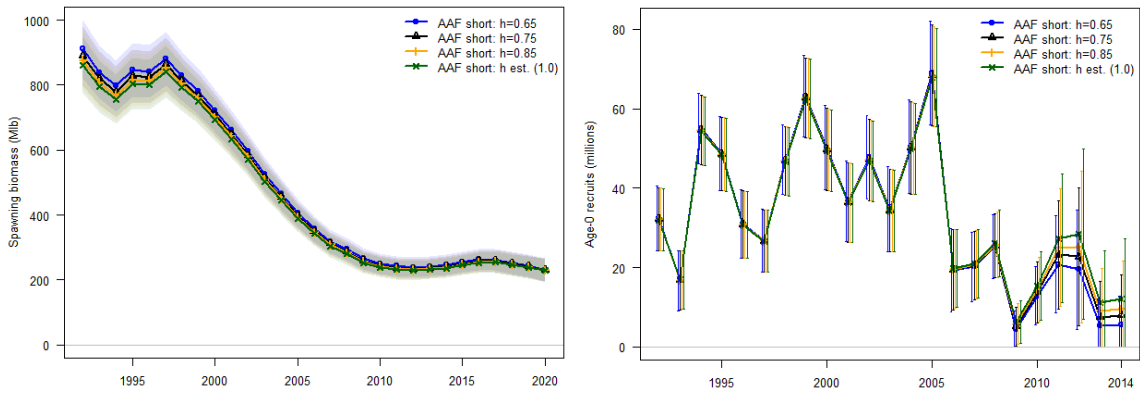 Spawning biomass (Mlb)
1000
800
600
400
200
0
1995
2000
2005
2010
2015
2020
AAF short: h=0.65
AAF short: h=0.75
AAF short: h=0.85
AAF short: h est. (1.0)
Age-0 recruits (millions)
80
60
40
20
0
1995
2000
2005
2010
2014
AAF short: h=0.65
AAF short: h=0.75
AAF short: h=0.85
AAF short: h est. (1.0)